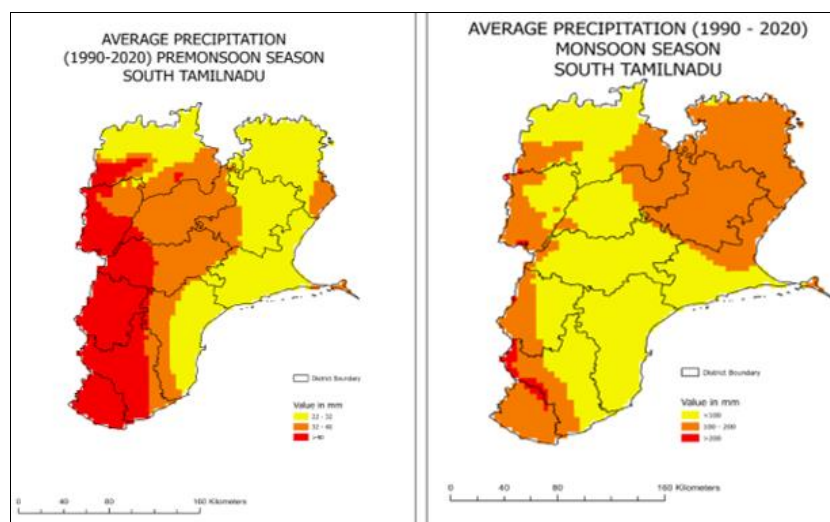 AVERAGE PRECIPITATION
(1990-2020) PREMONSOON SEASON
SOUTH TAMILNADU
District Boundary
Value in mm
22 - 32
32 - 40
>40
0 40 80 160 Kilometers
AVERAGE PRECIPITATION (1990 - 2020)
MONSOON SEASON
SOUTH TAMILNADU
District Boundary
Value in mm
<100
100 - 200
>200
0 40 80 160 Kilometers